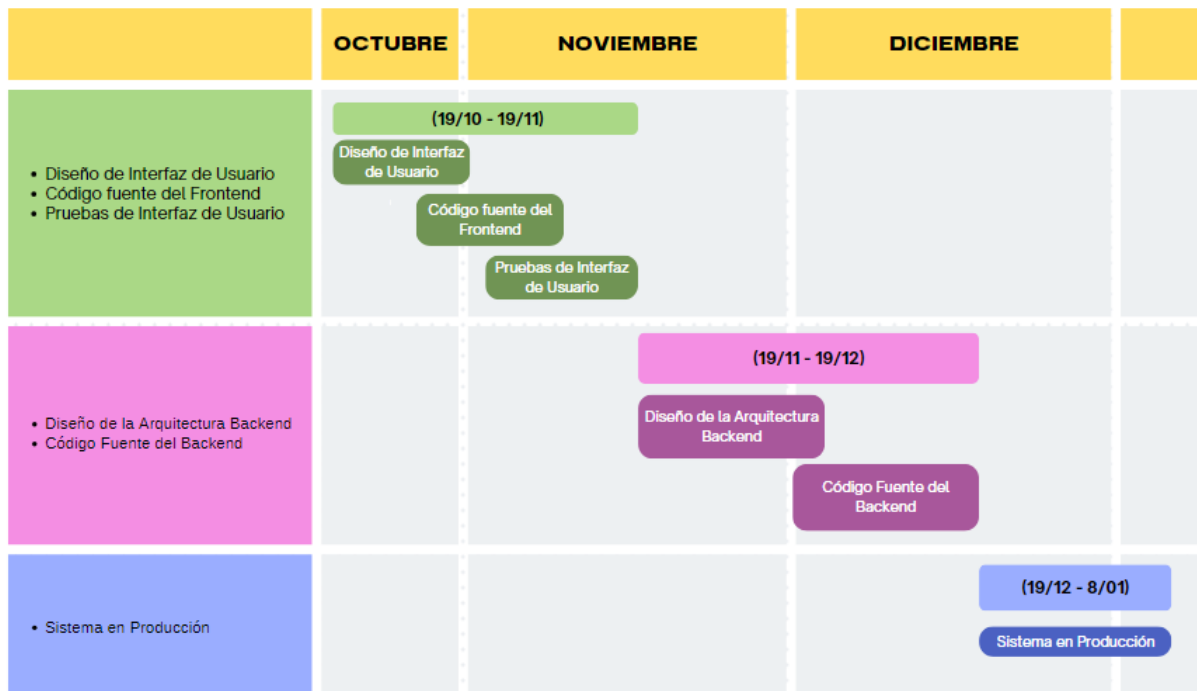 OCTUBRE
NOVIEMBRE
DICIEMBRE
• Diseño de Interfaz de Usuario
• Código fuente del Frontend
• Pruebas de Interfaz de Usuario
(19/10 - 19/11)
Diseño de Interfaz
de Usuario
Código fuente del
Frontend
Pruebas de Interfaz
de Usuario
• Diseño de la Arquitectura Backend
• Código Fuente del Backend
(19/11 - 19/12)
Diseño de la Arquitectura
Backend
Código Fuente del
Backend
• Sistema en Producción
(19/12 - 8/01)
Sistema en Producción